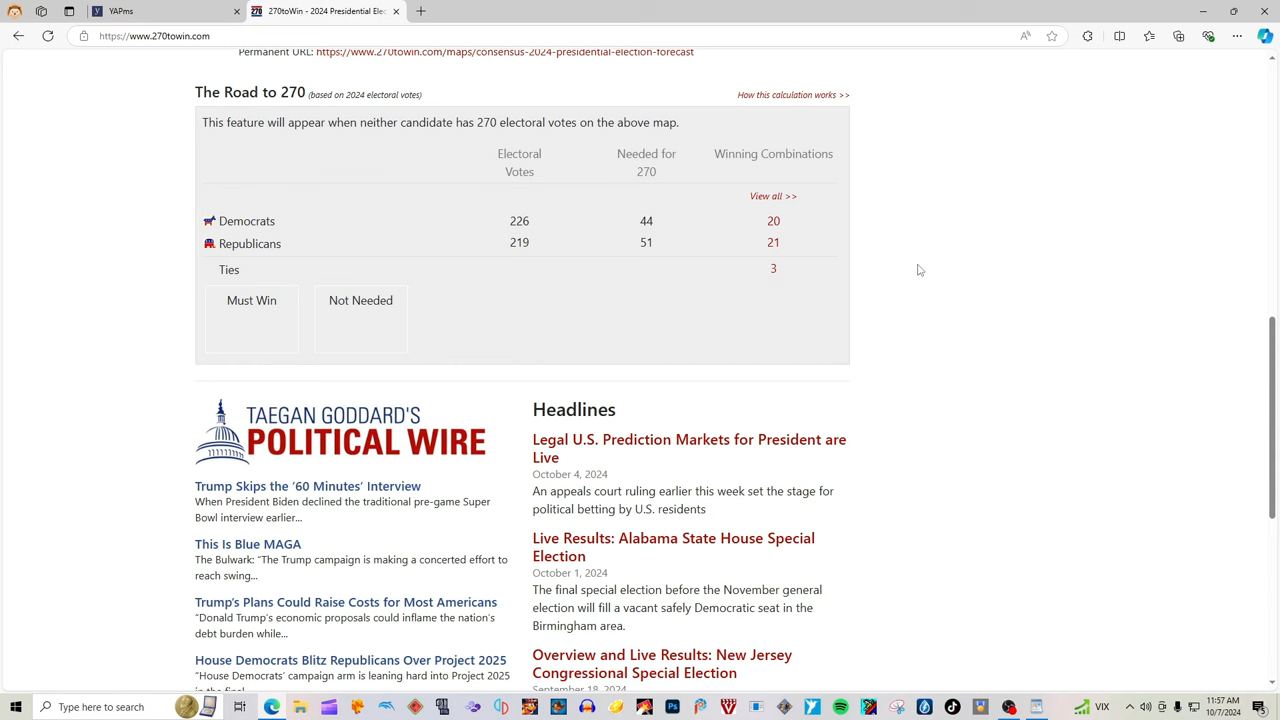 YAPms
270toWin - 2024 Presidential Elec
https://www.270towin.com
Permanent URL: https://www.270towin.com/maps/consensus-2024-presidential-election-forecast
The Road to 270 (based on 2024 electoral votes)
How this calculation works >>
This feature will appear when neither candidate has 270 electoral votes on the above map.
Electoral Votes
Needed for 270
Winning Combinations
View all >>
Democrats 226 44 20
Republicans 219 51 21
Ties 3
Must Win
Not Needed
TAEGAN GODDARD'S
POLITICAL WIRE
Trump Skips the ‘60 Minutes’ Interview
When President Biden declined the traditional pre-game Super
Bowl interview earlier...
This Is Blue MAGA
The Bulwark: “The Trump campaign is making a concerted effort to
reach swing...
Trump’s Plans Could Raise Costs for Most Americans
“Donald Trump’s economic proposals could inflame the nation’s
debt burden while...
House Democrats Blitz Republicans Over Project 2025
“House Democrats’ campaign arm is leaning hard into Project 2025
in the final
Headlines
Legal U.S. Prediction Markets for President are
Live
October 4, 2024
An appeals court ruling earlier this week set the stage for
political betting by U.S. residents
Live Results: Alabama State House Special
Election
October 1, 2024
The final special election before the November general
election will fill a vacant safely Democratic seat in the
Birmingham area.
Overview and Live Results: New Jersey
Congressional Special Election
September 18, 2024
Type here to search
VIX
11:57 AM
10/7/2024